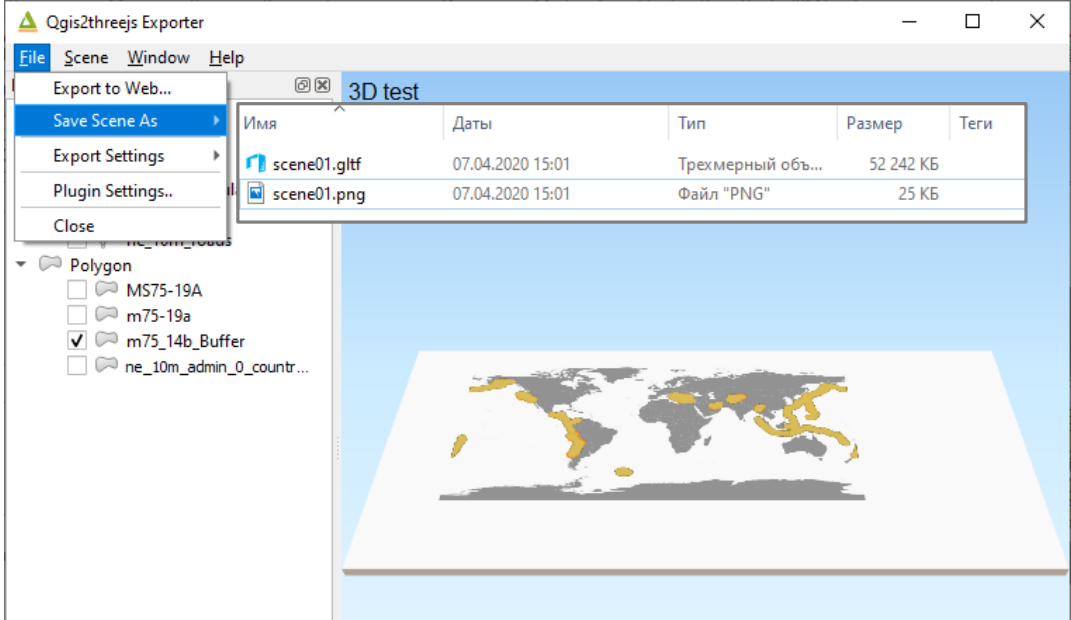 Qgis2threejs Exporter
File Scene Window Help
Export to Web...
Save Scene As
Export Settings
Plugin Settings..
Close
3D test
Имя Даты Тип Размер Теги
scene01.gltf 07.04.2020 15:01 Трехмерный объ... 52 242 КБ
scene01.png 07.04.2020 15:01 Файл "PNG" 25 КБ
ne_10m_roads
Polygon
MS75-19A
m75-19a
m75_14b_Buffer
ne_10m_admin_0_countr...